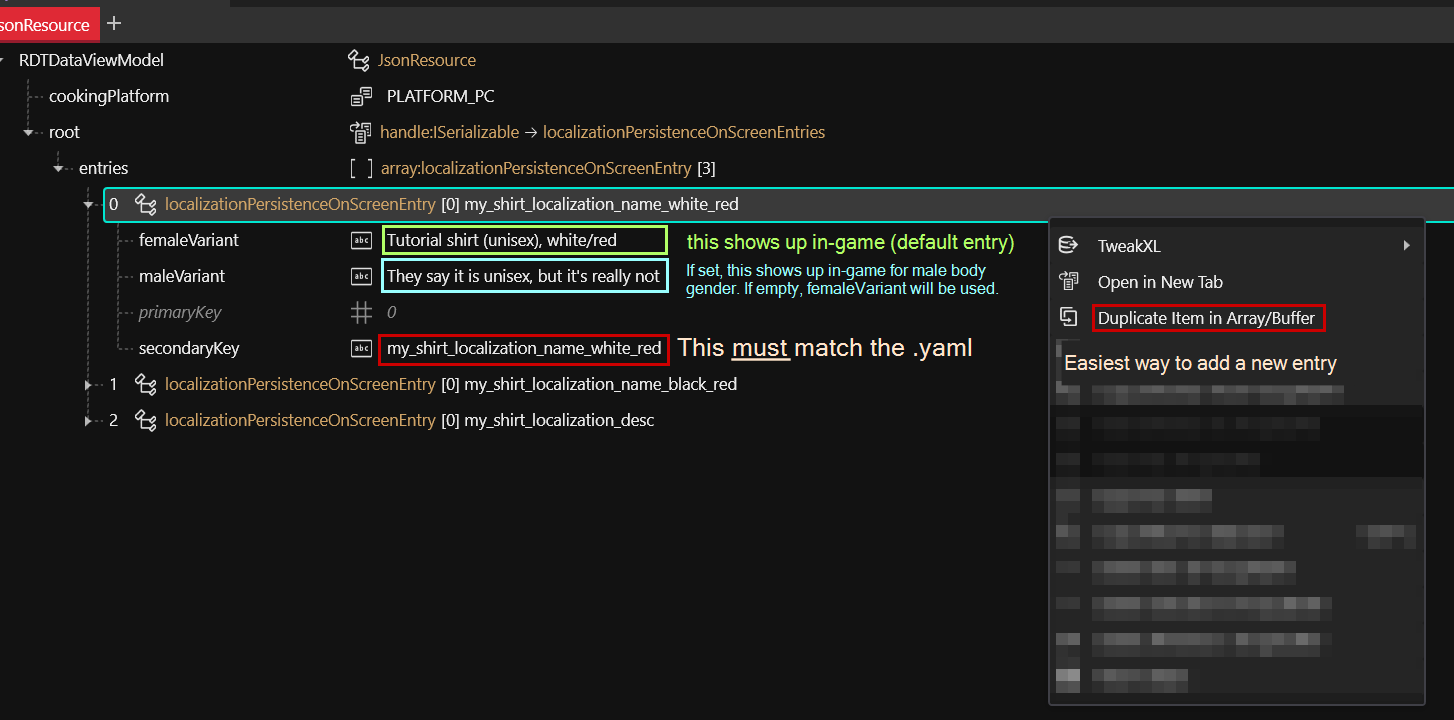 sonResource +
RDTDataViewModel JsonResource
cookingPlatform PLATFORM_PC
root handle:ISerializable → localizationPersistenceOnScreenEntries
entries [ ] array:localizationPersistenceOnScreenEntry [3]
0 localizationPersistenceOnScreenEntry [0] my_shirt_localization_name_white_red
femaleVariant abc Tutorial shirt (unisex), white/red this shows up in-game (default entry)
maleVariant abc They say it is unisex, but it's really not
If set, this shows up in-game for male body
gender. If empty, femaleVariant will be used.
primaryKey 0
secondaryKey abc my_shirt_localization_name_white_red This must match the .yaml
1 localizationPersistenceOnScreenEntry [0] my_shirt_localization_name_black_red
2 localizationPersistenceOnScreenEntry [0] my_shirt_localization_desc
TweakXL
Open in New Tab
Duplicate Item in Array/Buffer
Easiest way to add a new entry